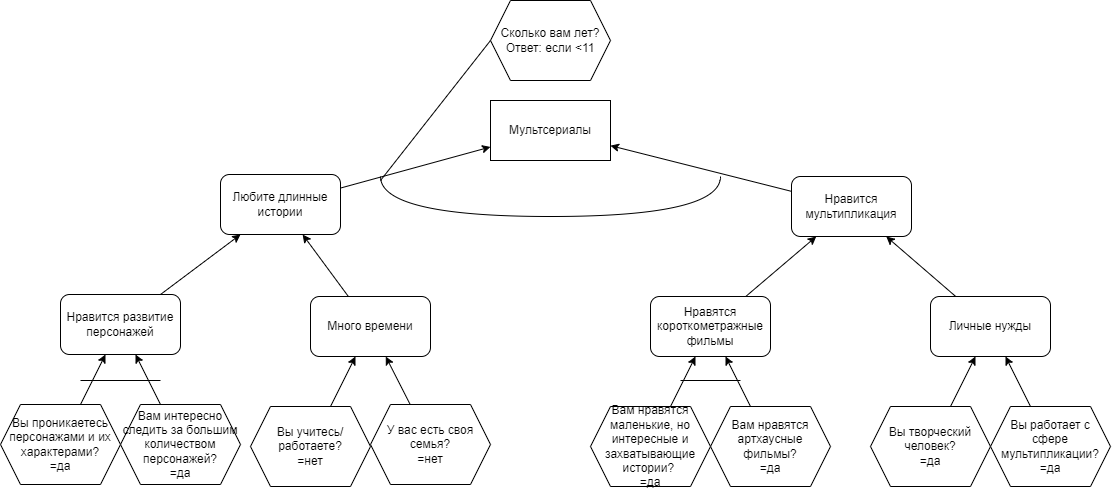 Сколько вам лет?
Ответ: если <11
Мультсериалы
Любите длинные
истории
Нравится
мультипликация
Нравится развитие
персонажей
Много времени
Нравятся
короткометражные
фильмы
Личные нужды
Вы проникаетесь
персонажами и их
характерами?
=да
Вам интересно
следить за большим
количеством
персонажей?
=да
Вы учитесь/
работаете?
=нет
У вас есть своя
семья?
=нет
Вам нравятся
маленькие, но
интересные и
захватывающие
истории?
=да
Вам нравятся
артхаусные
фильмы?
=да
Вы творческий
человек?
=да
Вы работает с
сфере
мультипликации?
=да